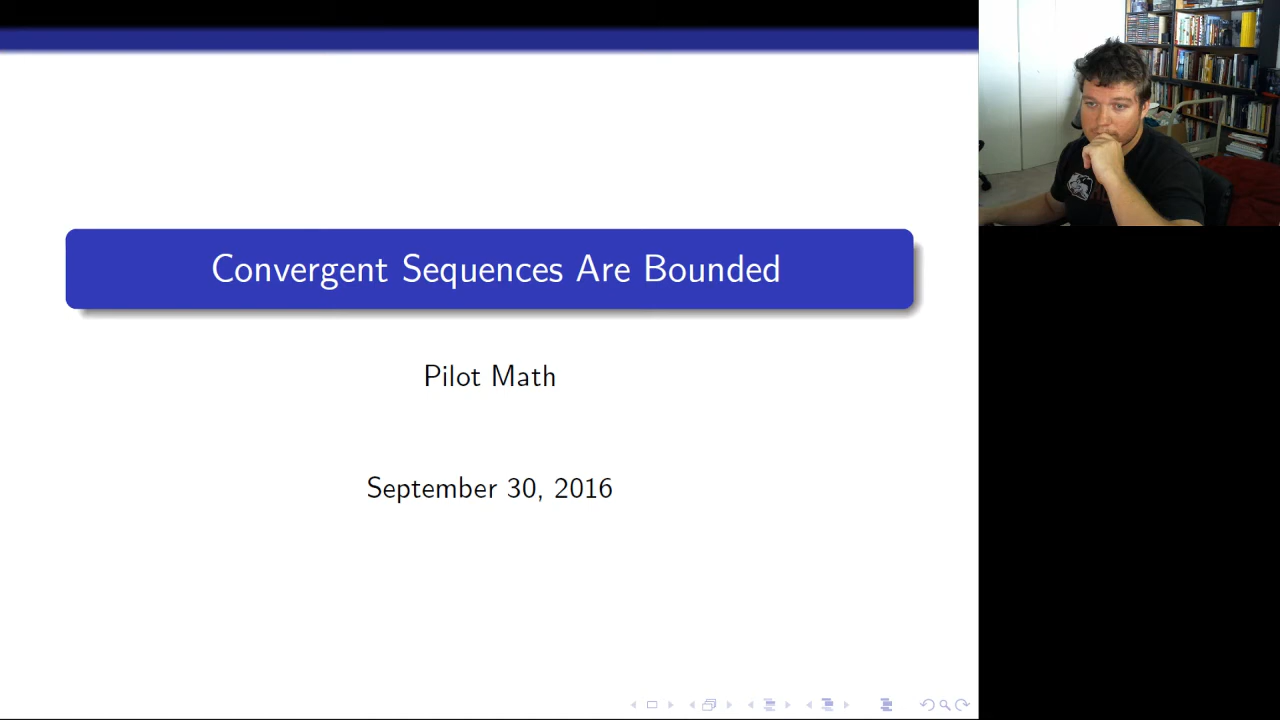 Convergent Sequences Are Bounded
Pilot Math
September 30, 2016